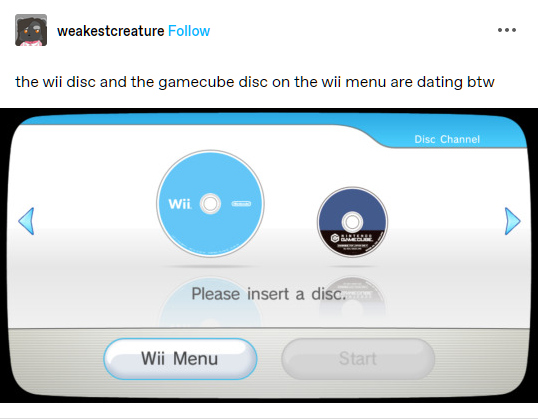 weakestcreature Follow
the wii disc and the gamecube disc on the wii menu are dating btw
Disc Channel
Wii
Nintendo
NINTENDO
GAMECUBE
Please insert a disc.
Wii Menu
Start